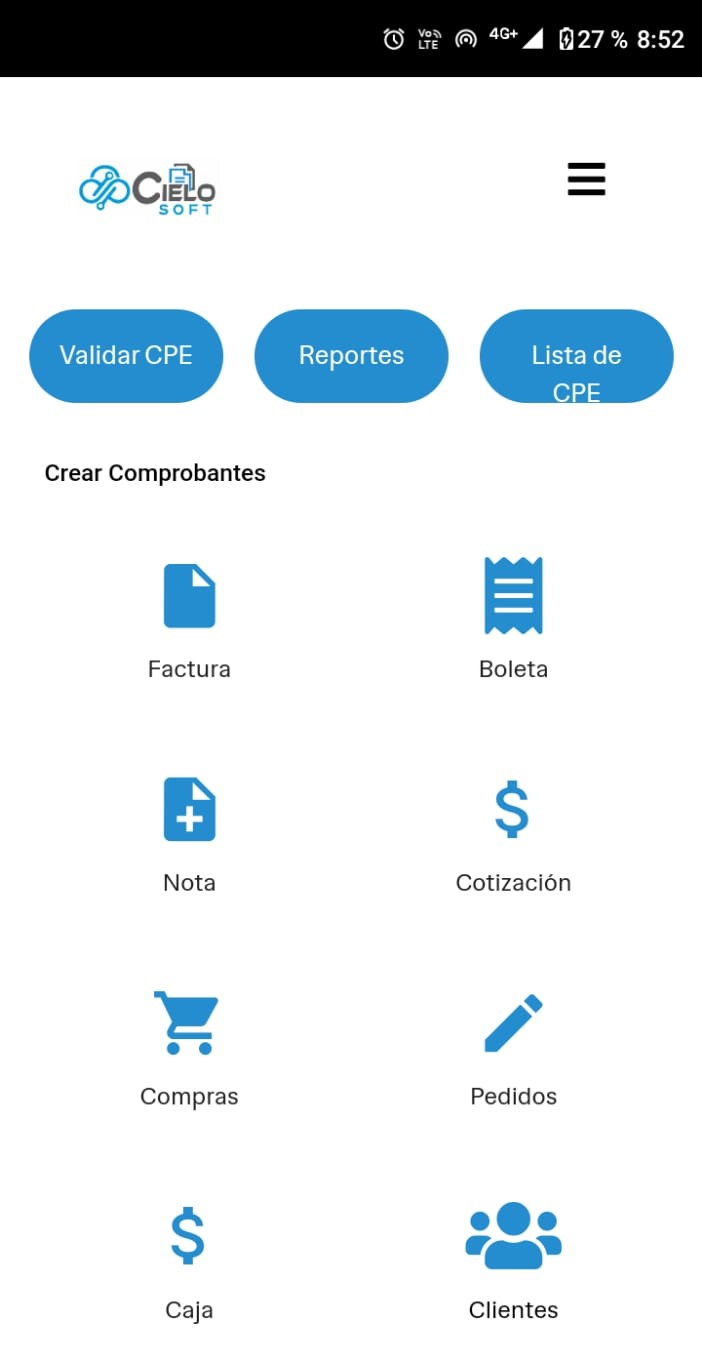 Vo LTE 4G+ 27 % 8:52
CIELO
SOFT
Validar CPE
Reportes
Lista de
CPE
Crear Comprobantes
Factura
Boleta
Nota
Cotización
Compras
Pedidos
Caja
Clientes